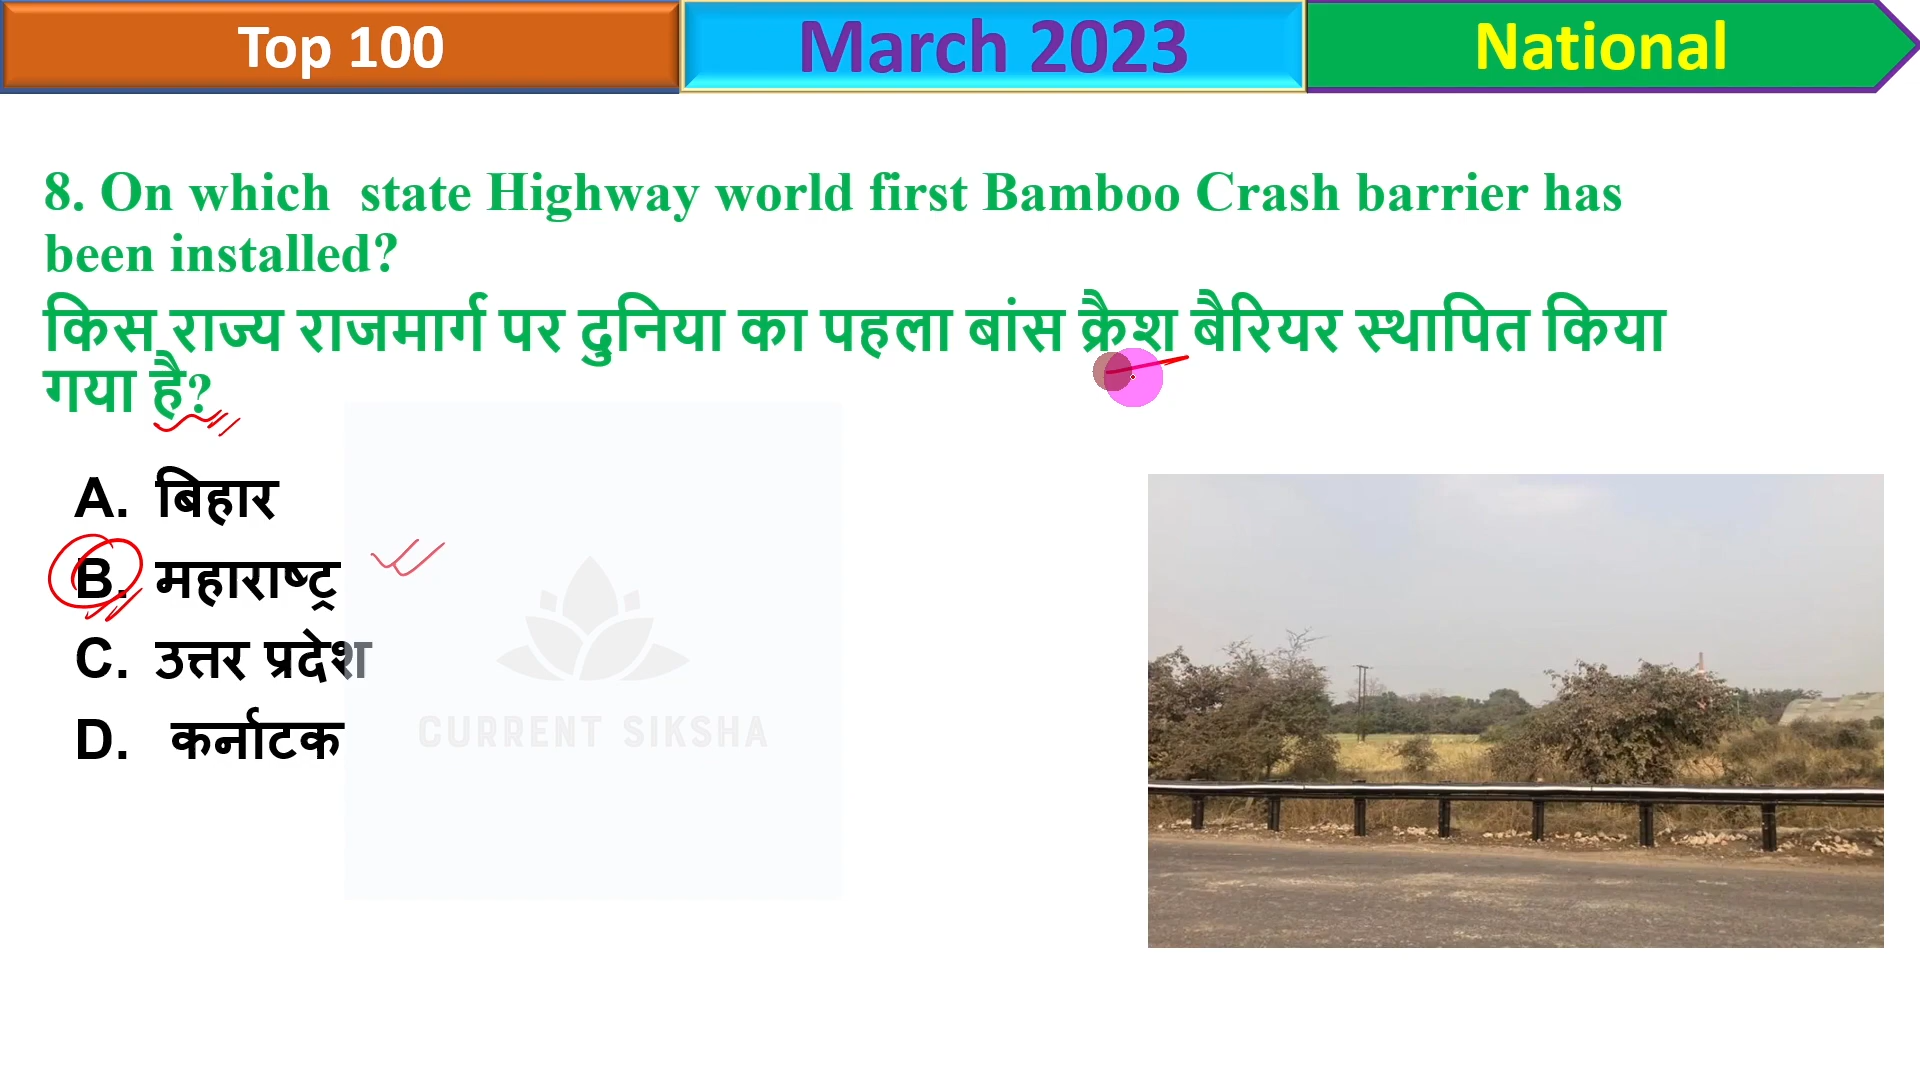 Top 100
March 2023
National
8. On which state Highway world first Bamboo Crash barrier has
been installed?
किस राज्य राजमार्ग पर दुनिया का पहला बांस क्रैश बैरियर स्थापित किया
गया है?
A. बिहार
B. महाराष्ट्र
C. उत्तर प्रदेश
D. कर्नाटक
CURRENT SIKSHA